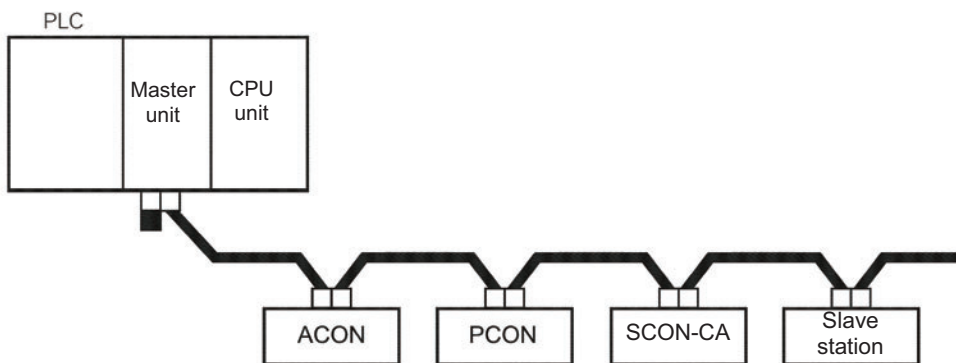 PLC
Master
unit
CPU
unit
ACON
PCON
SCON-CA
Slave
station